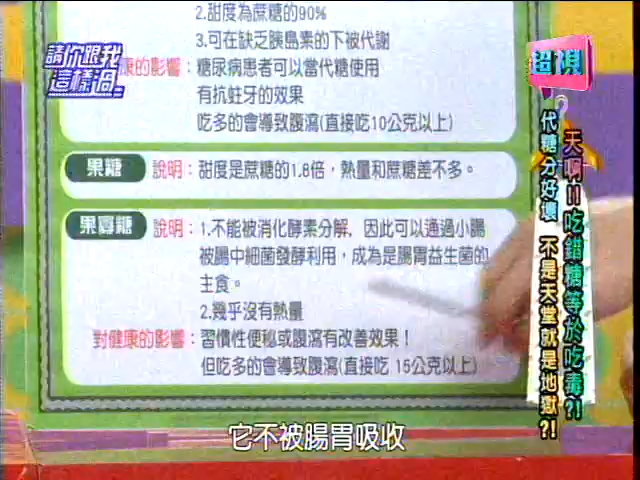 2.甜度為蔗糖的90%
3.可在缺乏胰島素的下被代謝
康的影響：糖尿病患者可以當代糖使用
有抗蛀牙的效果
吃多的會導致腹瀉(直接吃10公克以上)
果糖 說明：甜度是蔗糖的1.8倍，熱量和蔗糖差不多。
果寡糖 說明：1.不能被消化酵素分解，因此可以通過小腸
被腸中細菌發酵利用，成為是腸胃益生菌的
主食。
2.幾乎沒有熱量
對健康的影響：習慣性便秘或腹瀉有改善效果！
但吃多的會導致腹瀉(直接吃 15公克以上)
請你跟我
這樣過
超視
天啊!!吃錯糖等於吃毒?!
代糖分好壞 不是天堂就是地獄?!
它不被腸胃吸收